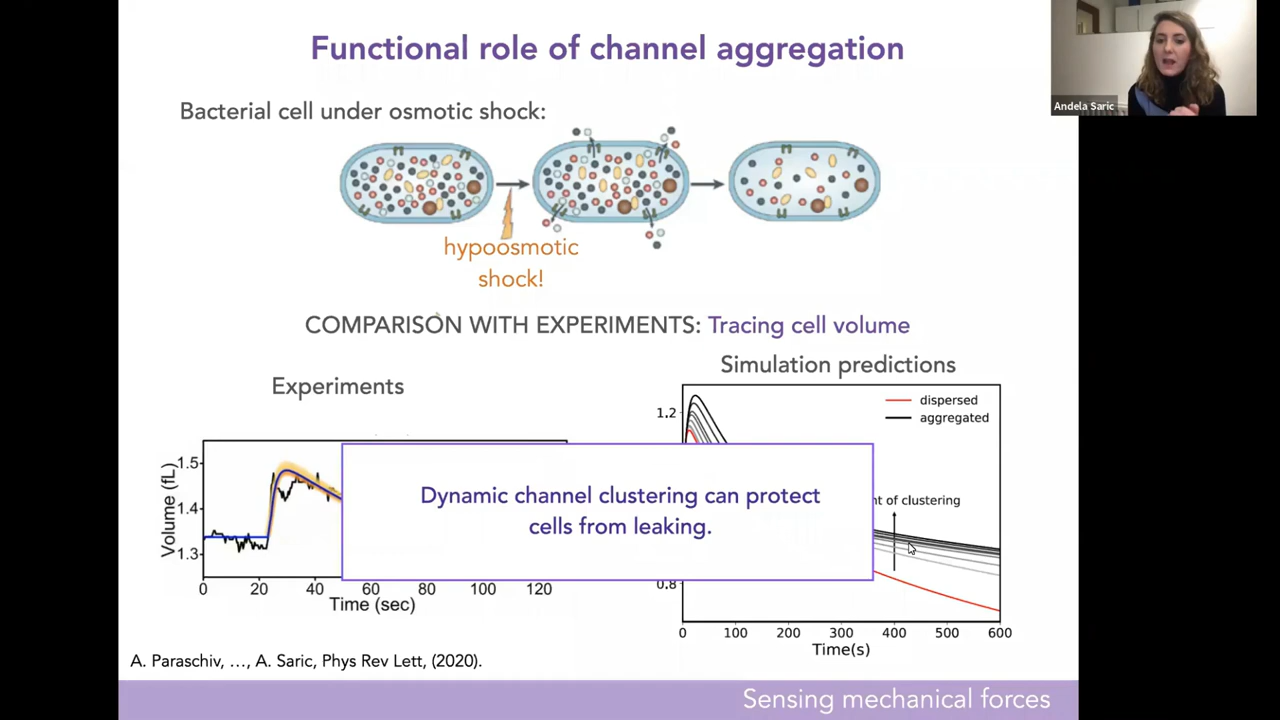 Functional role of channel aggregation
Andela Saric
Bacterial cell under osmotic shock:
hypoosmotic
shock!
COMPARISON WITH EXPERIMENTS: Tracing cell volume
Experiments
Simulation predictions
Volume (fL)
1.5
1.4
1.3
0 20 40 60 80 100 120
Time (sec)
1.2
0.8
dispersed
aggregated
nt of clustering
0 100 200 300 400 500 600
Time(s)
Dynamic channel clustering can protect
cells from leaking.
A. Paraschiv, ..., A. Saric, Phys Rev Lett, (2020).
Sensing mechanical forces